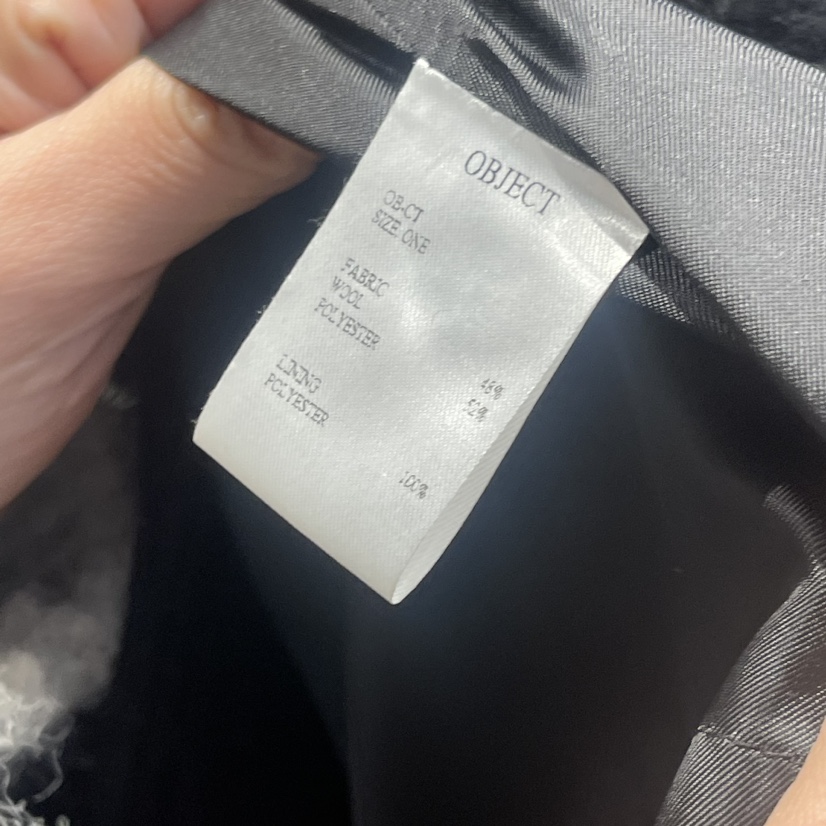 OBJECT
OB-CT
SIZE ONE
FABRIC
WOOL 48%
POLYESTER 52%
LINING
POLYESTER 100%